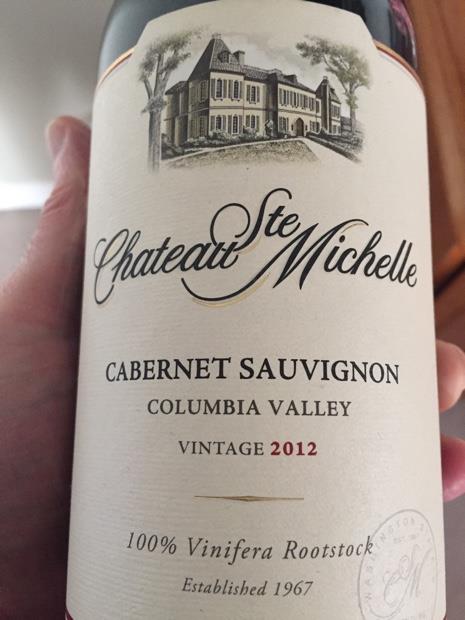 Chateau Ste Michelle
CABERNET SAUVIGNON
COLUMBIA VALLEY
VINTAGE 2012
100% Vinifera Rootstock
Established 1967